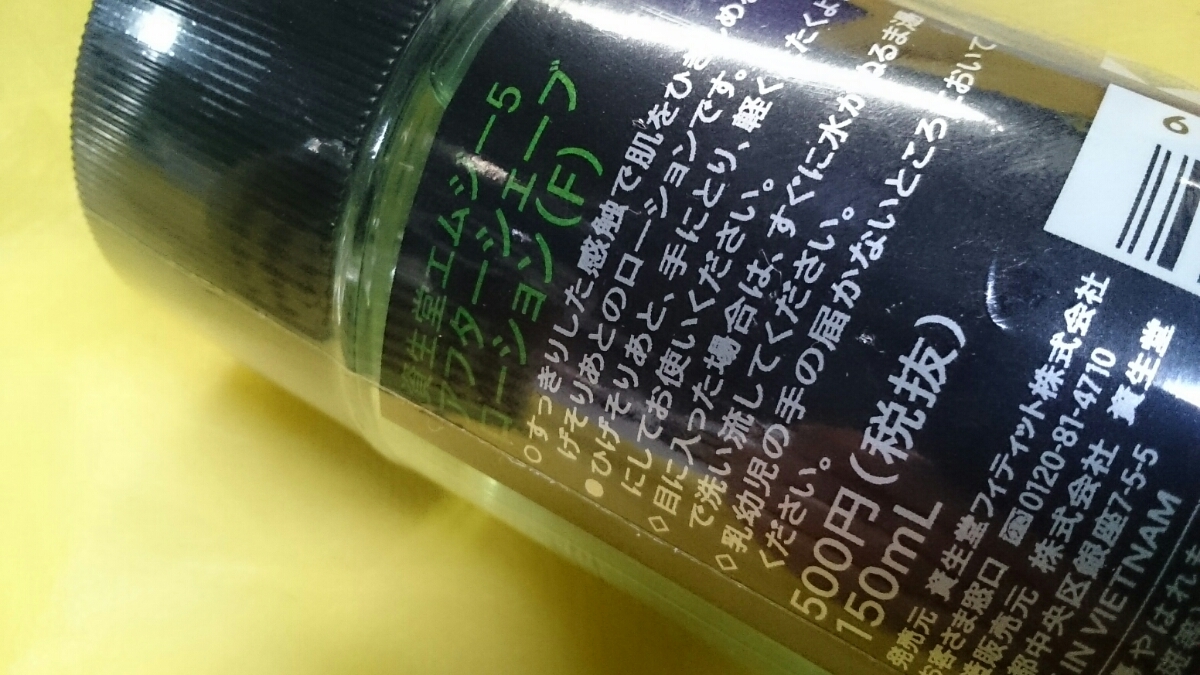 資生堂 エムジー5
アフターシェーブ
ローション(F)
○すっきりした感触で肌をひきしめる
げそりあとのローションです。
●ひげそりあと、手にとり、軽くたたくよ
にしてお使いください。
◇目に入った場合は、すぐに水かぬるま湯
で洗い流してください。
◇乳幼児の手の届かないところにおいて
ください。
500円(税抜)
150mL
発売元 資生堂フィティット株式会社
お客さま窓口 0120-81-4710
造販売元 株式会社 資生堂
都中央区銀座7-5-5
IN VIETNAM
やはれ
6